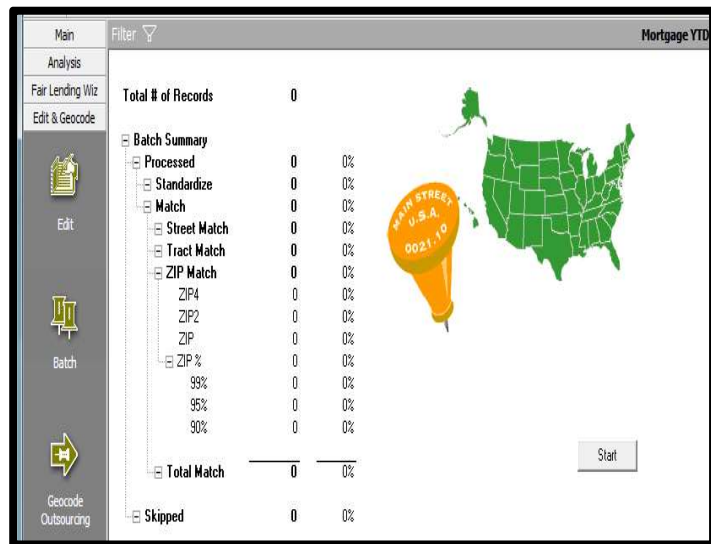 Main
Analysis
Fair Lending Wiz
Edit & Geocode
Edit
Batch
Geocode
Outsourcing
Filter
Mortgage YTD
Total # of Records 0
Batch Summary
Processed 0 0%
Standardize 0 0%
Match 0 0%
Street Match 0 0%
Tract Match 0 0%
ZIP Match 0 0%
ZIP4 0 0%
ZIP2 0 0%
ZIP 0 0%
ZIP % 0 0%
99% 0 0%
95% 0 0%
90% 0 0%
Total Match 0 0%
Skipped 0 0%
MAIN STREET
U.S.A.
0021.10
Start